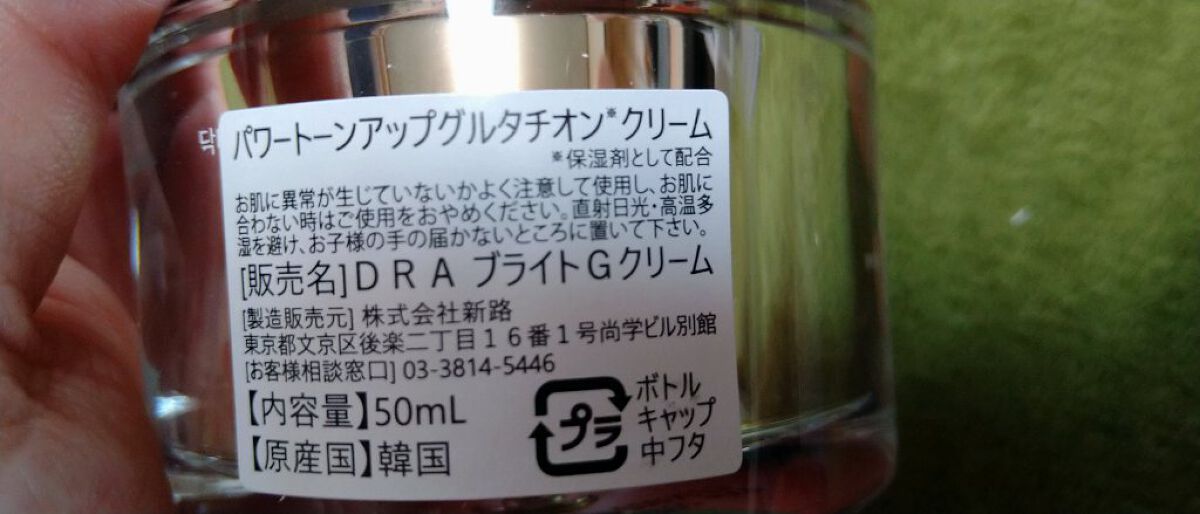 닥
パワートーンアップグルタチオン※クリーム
※保湿剤として配合
お肌に異常が生じていないかよく注意して使用し、お肌に
合わない時はご使用をおやめください。直射日光・高温多
湿を避け、お子様の手の届かないところに置いて下さい。
[販売名]ＤＲＡ ブライトＧクリーム
[製造販売元] 株式会社新路
東京都文京区後楽二丁目１６番１号尚学ビル別館
[お客様相談窓口] 03-3814-5446
【内容量】50mL
【原産国】韓国
プラ
ボトル
キャップ
中フタ